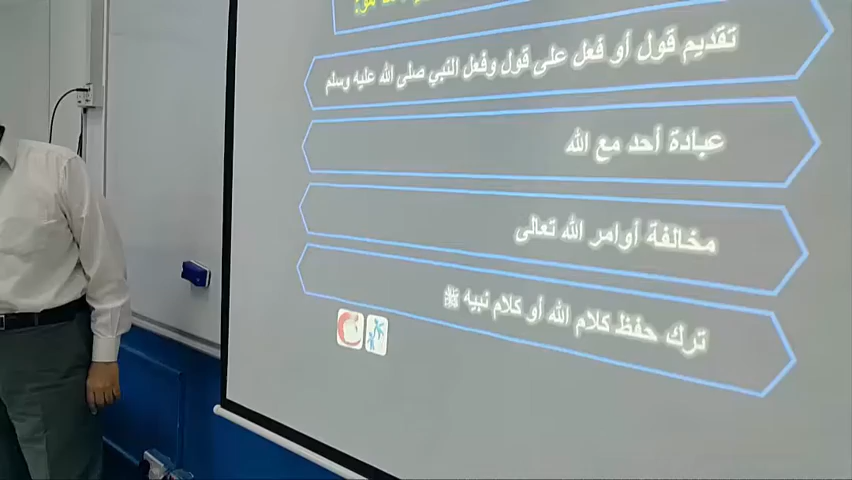 تقديم قول أو فعل على قول وفعل النبي صلى الله عليه وسلم
عبادة أحد مع الله
مخالفة أوامر الله تعالى
ترك حفظ كلام الله أو كلام نبيه ﷺ